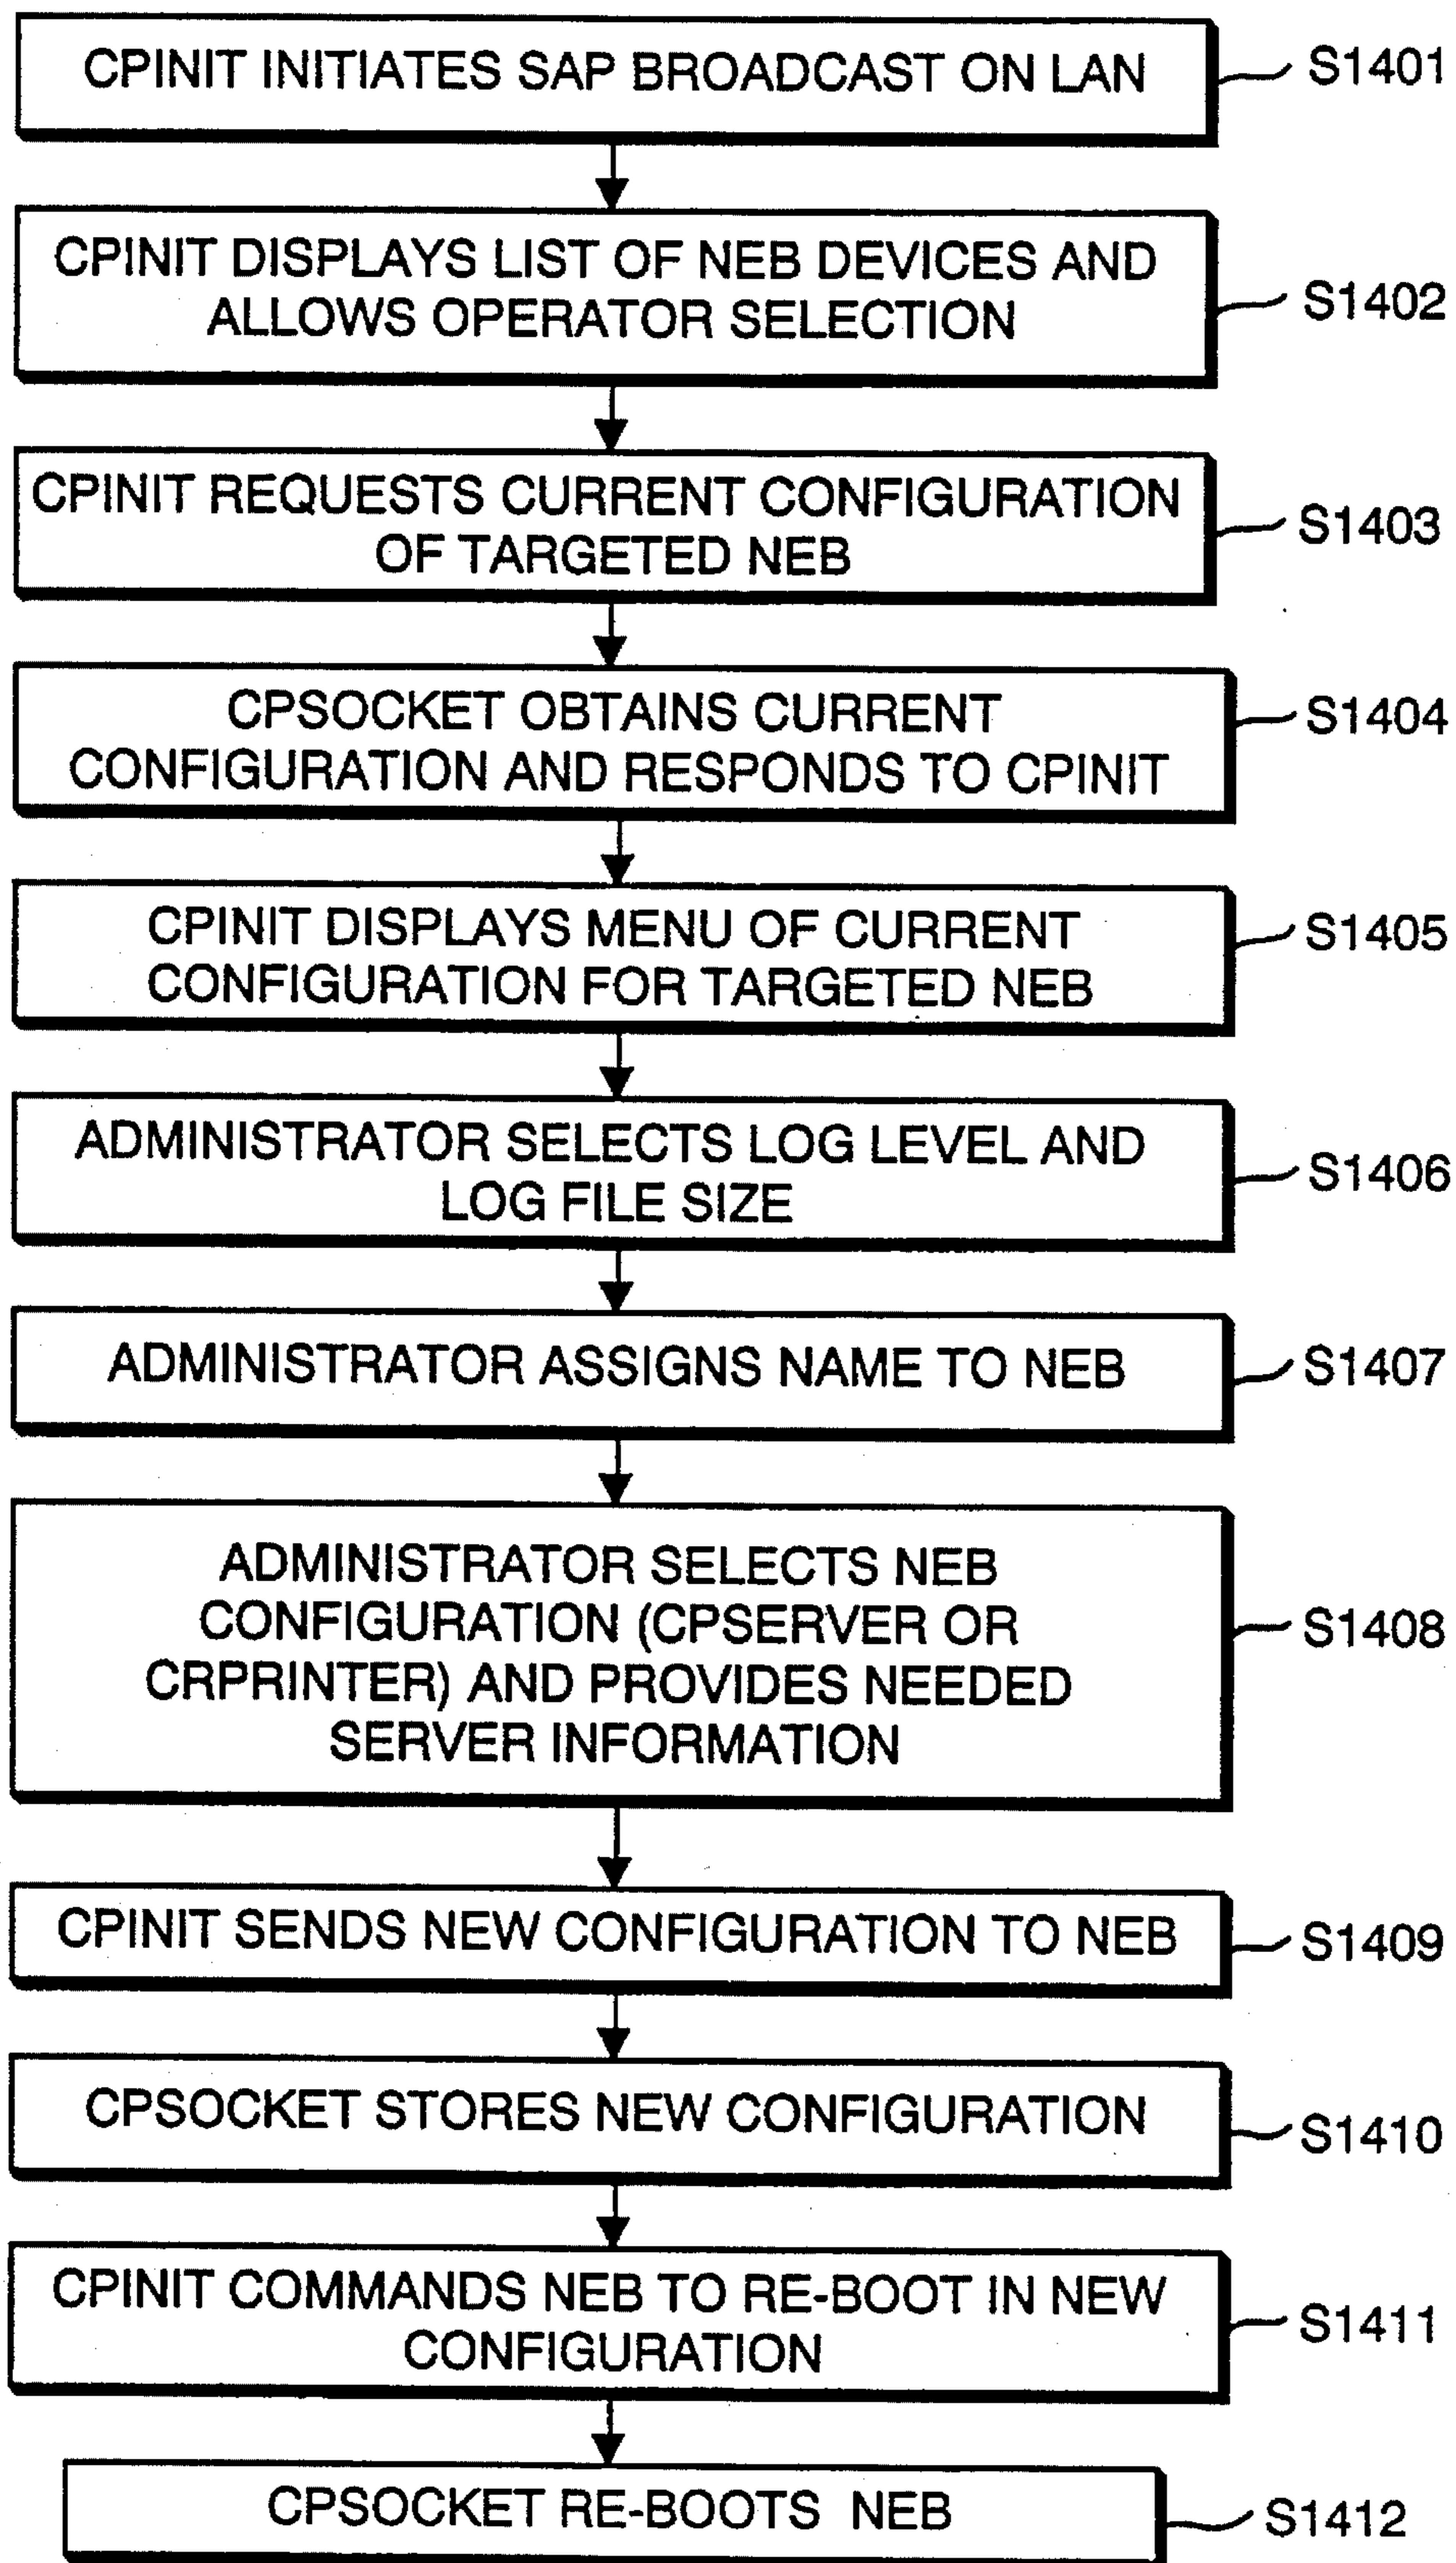 CPINIT INITIATES SAP BROADCAST ON LAN
S1401
CPINIT DISPLAYS LIST OF NEB DEVICES AND
ALLOWS OPERATOR SELECTION
S1402
CPINIT REQUESTS CURRENT CONFIGURATION
OF TARGETED NEB
S1403
CPSOCKET OBTAINS CURRENT
CONFIGURATION AND RESPONDS TO CPINIT
S1404
CPINIT DISPLAYS MENU OF CURRENT
CONFIGURATION FOR TARGETED NEB
S1405
ADMINISTRATOR SELECTS LOG LEVEL AND
LOG FILE SIZE
S1406
ADMINISTRATOR ASSIGNS NAME TO NEB
S1407
ADMINISTRATOR SELECTS NEB
CONFIGURATION (CPSERVER OR
CRPRINTER) AND PROVIDES NEEDED
SERVER INFORMATION
S1408
CPINIT SENDS NEW CONFIGURATION TO NEB
S1409
CPSOCKET STORES NEW CONFIGURATION
S1410
CPINIT COMMANDS NEB TO RE-BOOT IN NEW
CONFIGURATION
S1411
CPSOCKET RE-BOOTS NEB
S1412